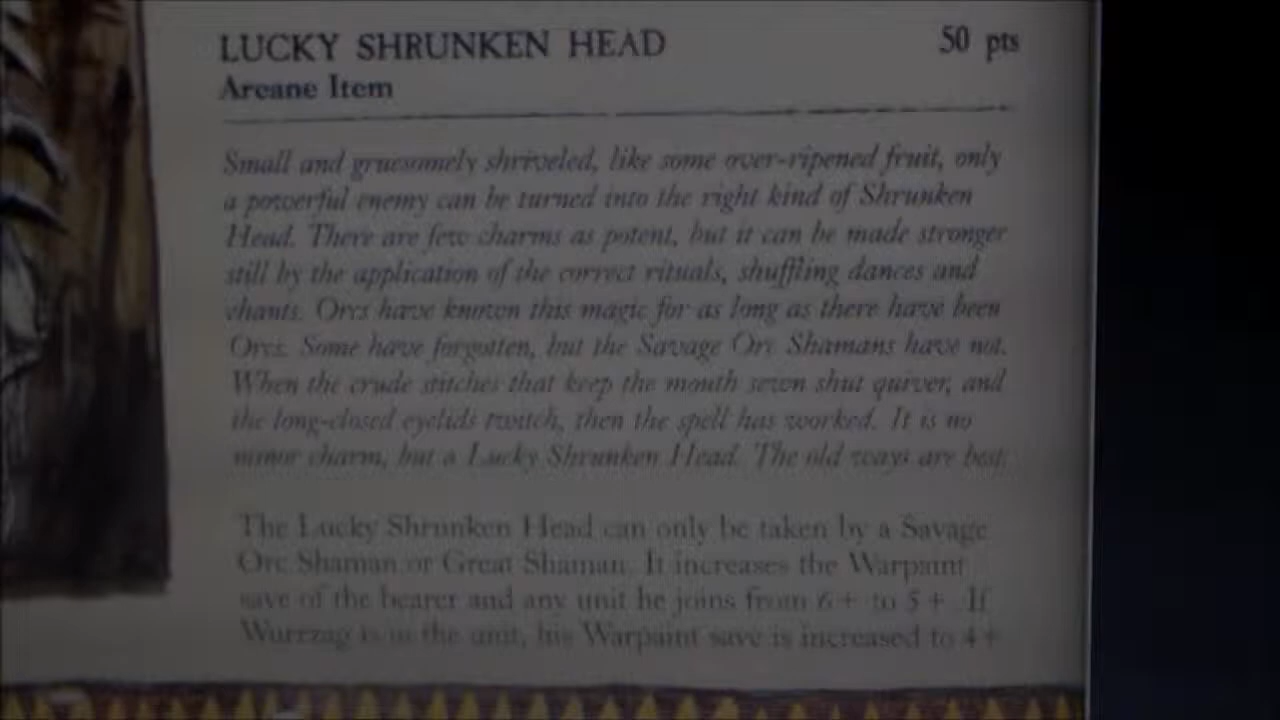 LUCKY SHRUNKEN HEAD 50 pts
Arcane Item
Small and gruesomely shriveled, like some over-ripened fruit, only
a powerful enemy can be turned into the right kind of Shrunken
Head. There are few charms as potent, but it can be made stronger
still by the application of the correct rituals, shuffling dances and
chants. Orcs have known this magic for as long as there have been
Orcs. Some have forgotten, but the Savage Orc Shamans have not.
When the crude stitches that keep the mouth sewn shut quiver, and
the long-closed eyelids twitch, then the spell has worked. It is no
minor charm, but a Lucky Shrunken Head. The old ways are best.
The Lucky Shrunken Head can only be taken by a Savage
Orc Shaman or Great Shaman. It increases the Warpaint
save of the bearer and any unit he joins from 6+ to 5+. If
Wurrzag is in the unit, his Warpaint save is increased to 4+